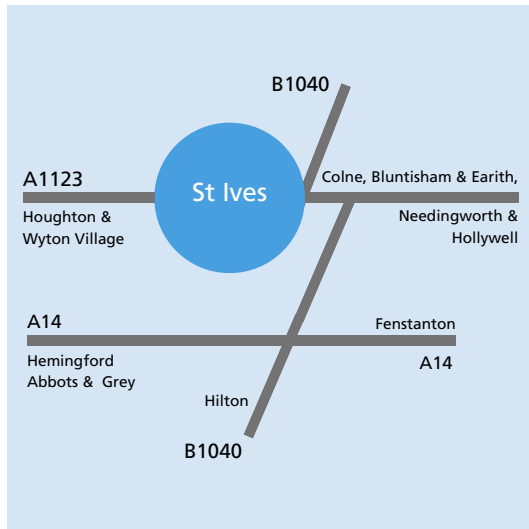 B1040
A1123
St Ives
Colne, Bluntisham & Earith,
Houghton &
Wyton Village
Needingworth &
Hollywell
A14
Fenstanton
Hemingford
Abbots & Grey
A14
Hilton
B1040